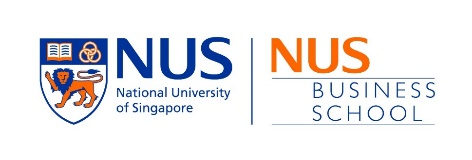 NUS
National University
of Singapore
NUS
BUSINESS
SCHOOL